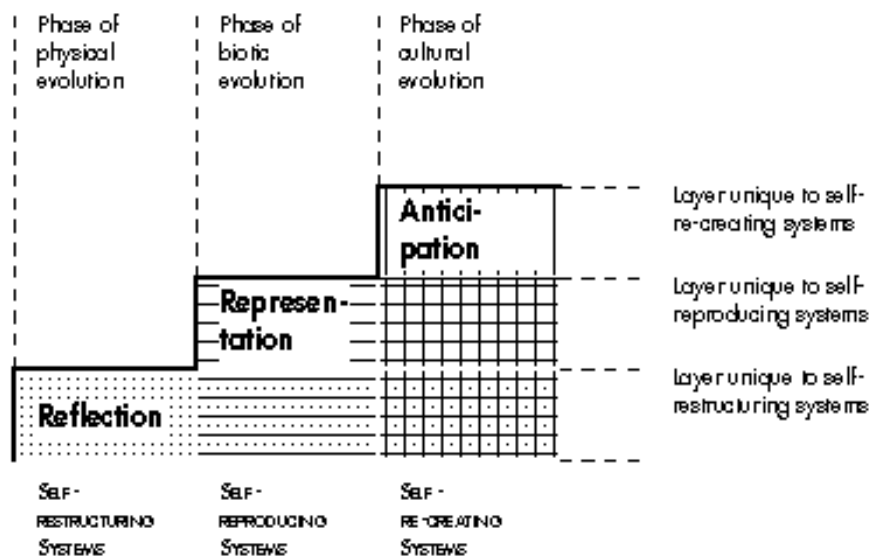 Phase of
physical
evolution
Phase of
biotic
evolution
Phase of
cultural
evolution
Antici-
pation
Layer unique to self-
re-creating systems
Represen-
tation
Layer unique to self-
reproducing systems
Reflection
Layer unique to self-
restructuring systems
SELF-
RESTRUCTURING
SYSTEMS
SELF-
REPRODUCING
SYSTEMS
SELF-
RE-CREATING
SYSTEMS